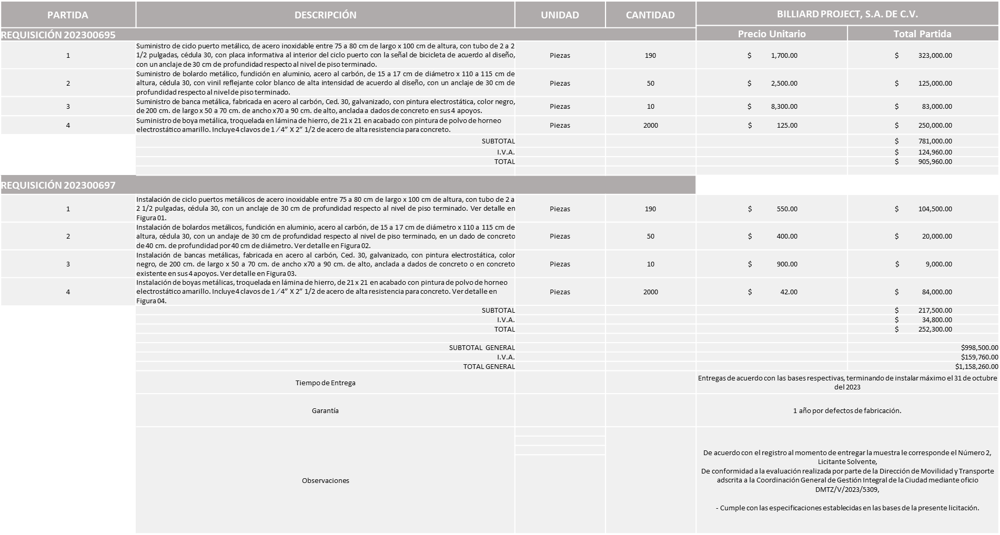 PARTIDA DESCRIPCIÓN UNIDAD CANTIDAD BILLIARD PROJECT, S.A. DE C.V.
REQUISICIÓN 202300695 Precio Unitario Total Partida
Suministro de ciclo puerto metálico, de acero inoxidable entre 75 a 80 cm de largo x 100 cm de altura, con tubo de 2 a 2
1 1/2 pulgadas, cédula 30, con placa informativa al interior del ciclo puerto con la señal de bicicleta de acuerdo al diseño, Piezas 190 $ 1,700.00 $ 323,000.00
con un anclaje de 30 cm de profundidad respecto al nivel de piso terminado.
Suministro de bolardo metálico, fundición en aluminio, acero al carbón, de 15 a 17 cm de diámetro x 110 a 115 cm de
2 altura, cédula 30, con vinil reflejante color blanco de alta intensidad de acuerdo al diseño, con un anclaje de 30 cm de Piezas 50 $ 2,500.00 $ 125,000.00
profundidad respecto al nivel de piso terminado.
Suministro de banca metálica, fabricada en acero al carbón, Ced. 30, galvanizado, con pintura electrostática, color negro,
3 de 200 cm. de largo x 50 a 70 cm. de ancho x70 a 90 cm. de alto, anclada a dados de concreto en sus 4 apoyos. Piezas 10 $ 8,300.00 $ 83,000.00
Suministro de boya metálica, troquelada en lámina de hierro, de 21 x 21 en acabado con pintura de polvo de horneo
4 electrostático amarillo. Incluye 4 clavos de 1 ⁄ 4” X 2” 1/2 de acero de alta resistencia para concreto. Piezas 2000 $ 125.00 $ 250,000.00
SUBTOTAL $ 781,000.00
I.V.A. $ 124,960.00
TOTAL $ 905,960.00
REQUISICIÓN 202300697
Instalación de ciclo puertos metálicos de acero inoxidable entre 75 a 80 cm de largo x 100 cm de altura, con tubo de 2 a
1 2 1/2 pulgadas, cédula 30, con un anclaje de 30 cm de profundidad respecto al nivel de piso terminado. Ver detalle en Piezas 190 $ 550.00 $ 104,500.00
Figura 01.
Instalación de bolardos metálicos, fundición en aluminio, acero al carbón, de 15 a 17 cm de diámetro x 110 a 115 cm de
2 altura, cédula 30, con un anclaje de 30 cm de profundidad respecto al nivel de piso terminado, en un dado de concreto Piezas 50 $ 400.00 $ 20,000.00
de 40 cm. de profundidad por 40 cm de diámetro. Ver detalle en Figura 02.
Instalación de bancas metálicas, fabricada en acero al carbón, Ced. 30, galvanizado, con pintura electrostática, color
3 negro, de 200 cm. de largo x 50 a 70 cm. de ancho x70 a 90 cm. de alto, anclada a dados de concreto o en concreto Piezas 10 $ 900.00 $ 9,000.00
existente en sus 4 apoyos. Ver detalle en Figura 03.
Instalación de boyas metálicas, troquelada en lámina de hierro, de 21 x 21 en acabado con pintura de polvo de horneo
4 electrostático amarillo. Incluye 4 clavos de 1 ⁄ 4” X 2” 1/2 de acero de alta resistencia para concreto. Ver detalle en Piezas 2000 $ 42.00 $ 84,000.00
Figura 04.
SUBTOTAL $ 217,500.00
I.V.A. $ 34,800.00
TOTAL $ 252,300.00
SUBTOTAL GENERAL $998,500.00
I.V.A. $159,760.00
TOTAL GENERAL $1,158,260.00
Tiempo de Entrega Entregas de acuerdo con las bases respectivas, terminando de instalar máximo el 31 de octubre
del 2023
Garantía 1 año por defectos de fabricación.
Observaciones De acuerdo con el registro al momento de entregar la muestra le corresponde el Número 2,
Licitante Solvente,
De conformidad a la evaluación realizada por parte de la Dirección de Movilidad y Transporte
adscrita a la Coordinación General de Gestión Integral de la Ciudad mediante oficio
DMTZ/V/2023/5309,
- Cumple con las especificaciones establecidas en las bases de la presente licitación.